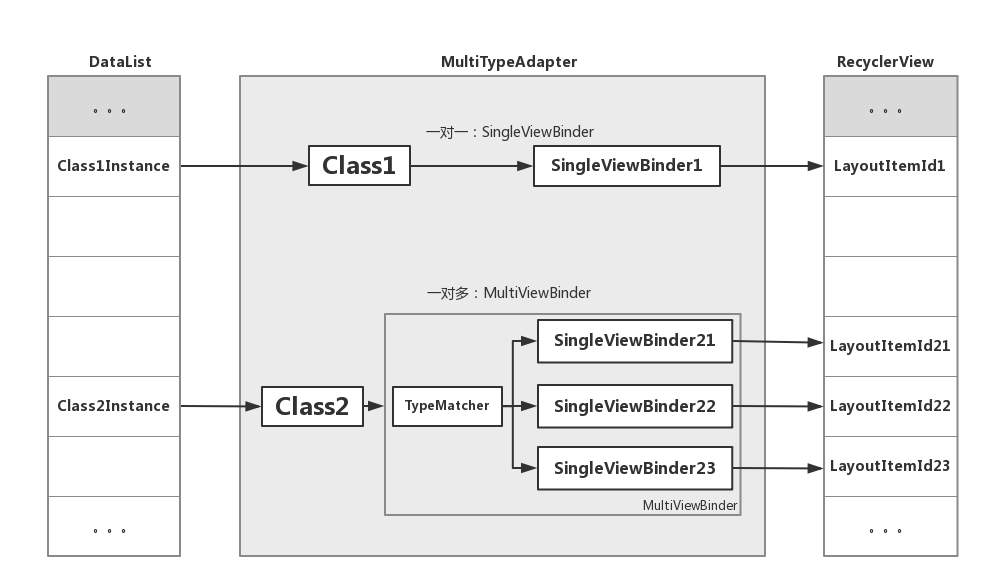 DataList
MultiTypeAdapter
RecyclerView
。。。
。。。
一对一：SingleViewBinder
Class1Instance
Class1
SingleViewBinder1
LayoutItemId1
一对多：MultiViewBinder
SingleViewBinder21
LayoutItemId21
Class2Instance
Class2
TypeMatcher
SingleViewBinder22
LayoutItemId22
SingleViewBinder23
LayoutItemId23
MultiViewBinder
。。。
。。。